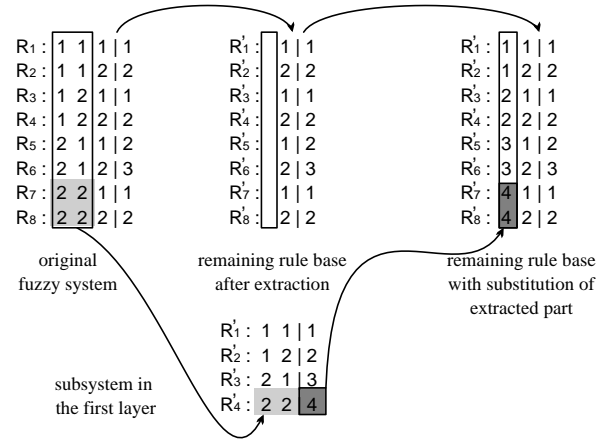 R1 : 1 1 1 | 1
R2 : 1 1 2 | 2
R3 : 1 2 1 | 1
R4 : 1 2 2 | 2
R5 : 2 1 1 | 2
R6 : 2 1 2 | 3
R7 : 2 2 1 | 1
R8 : 2 2 2 | 2
original
fuzzy system
R'1 : 1 | 1
R'2 : 2 | 2
R'3 : 1 | 1
R'4 : 2 | 2
R'5 : 1 | 2
R'6 : 2 | 3
R'7 : 1 | 1
R'8 : 2 | 2
remaining rule base
after extraction
R'1 : 1 1 | 1
R'2 : 1 2 | 2
R'3 : 2 1 | 1
R'4 : 2 2 | 2
R'5 : 3 1 | 2
R'6 : 3 2 | 3
R'7 : 4 1 | 1
R'8 : 4 2 | 2
remaining rule base
with substitution of
extracted part
R'1 : 1 1 | 1
R'2 : 1 2 | 2
R'3 : 2 1 | 3
R'4 : 2 2 | 4
subsystem in
the first layer